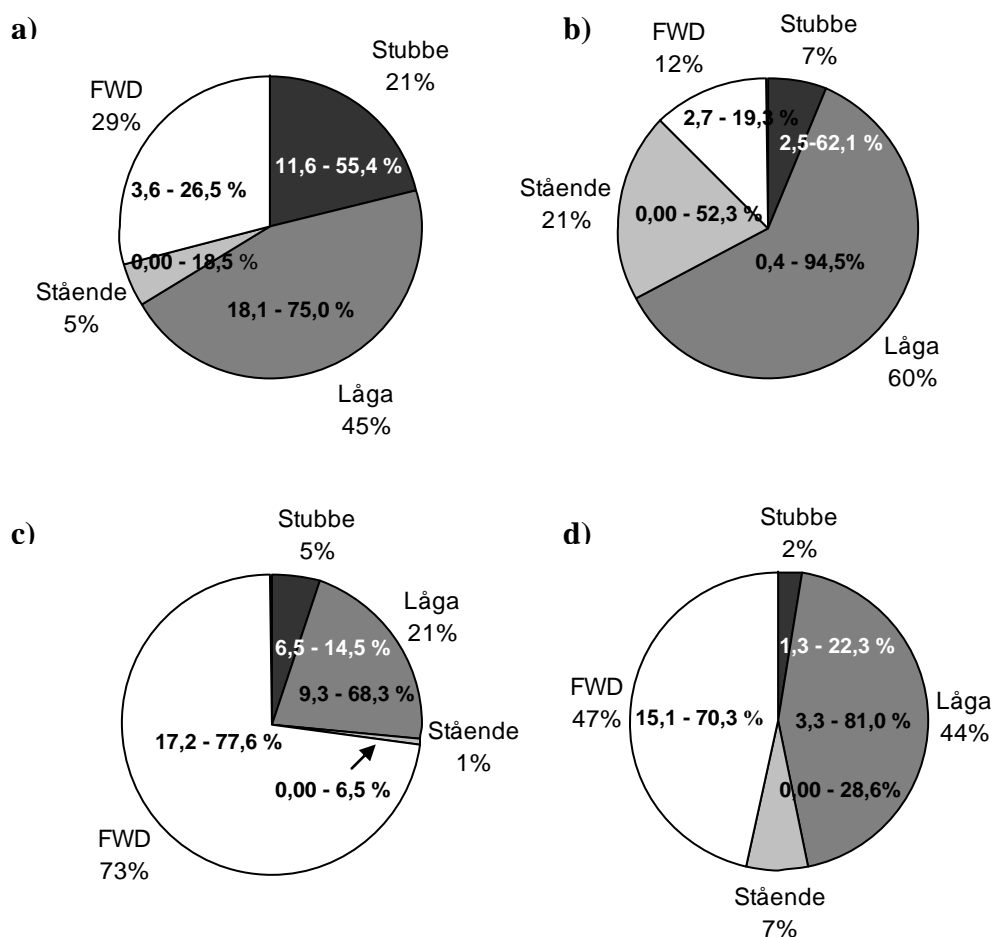 a)
Stubbe
21%
FWD
29%
11,6 - 55,4 %
3,6 - 26,5 %
0,00 - 18,5 %
Stående
5%
18,1 - 75,0 %
Låga
45%
b)
FWD
12%
Stubbe
7%
2,7 - 19,3 %
2,5-62,1 %
Stående
21%
0,00 - 52,3 %
0,4 - 94,5%
Låga
60%
c)
Stubbe
5%
Låga
21%
6,5 - 14,5 %
9,3 - 68,3 %
Stående
1%
17,2 - 77,6 %
0,00 - 6,5 %
FWD
73%
d)
Stubbe
2%
1,3 - 22,3 %
FWD
47%
15,1 - 70,3 %
3,3 - 81,0 %
Låga
44%
0,00 - 28,6%
Stående
7%